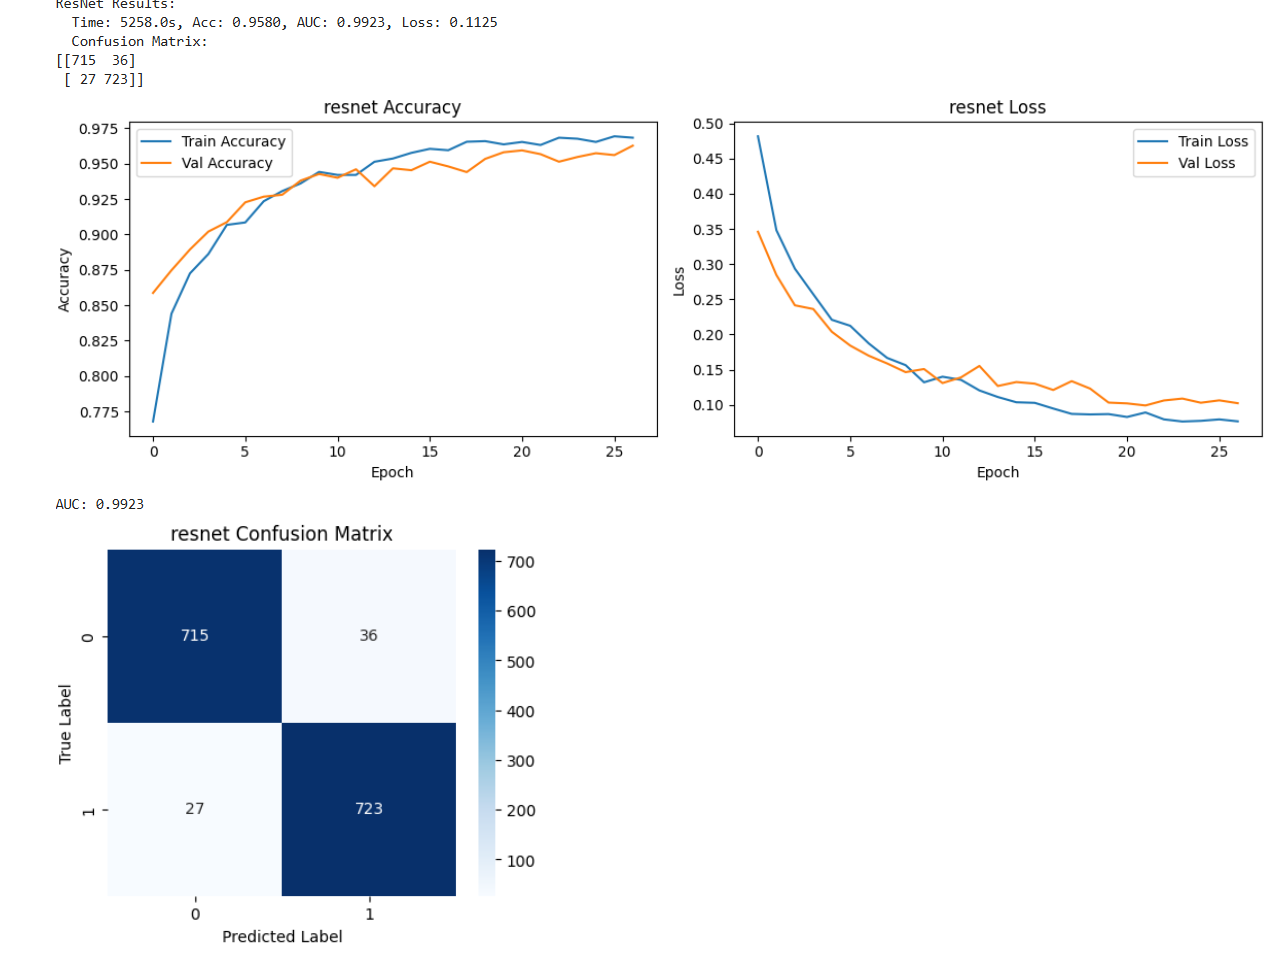 ResNet Results:
Time: 5258.0s, Acc: 0.9580, AUC: 0.9923, Loss: 0.1125
Confusion Matrix:
[[715  36]
[ 27 723]]
resnet Accuracy
0.975
0.950
0.925
0.900
0.875
0.850
0.825
0.800
0.775
Accuracy
Train Accuracy
Val Accuracy
0 5 10 15 20 25
Epoch
resnet Loss
0.50
0.45
0.40
0.35
0.30
0.25
0.20
0.15
0.10
Loss
Train Loss
Val Loss
0 5 10 15 20 25
Epoch
AUC: 0.9923
resnet Confusion Matrix
True Label
0
1
715 36
27 723
0 1
Predicted Label
700
600
500
400
300
200
100